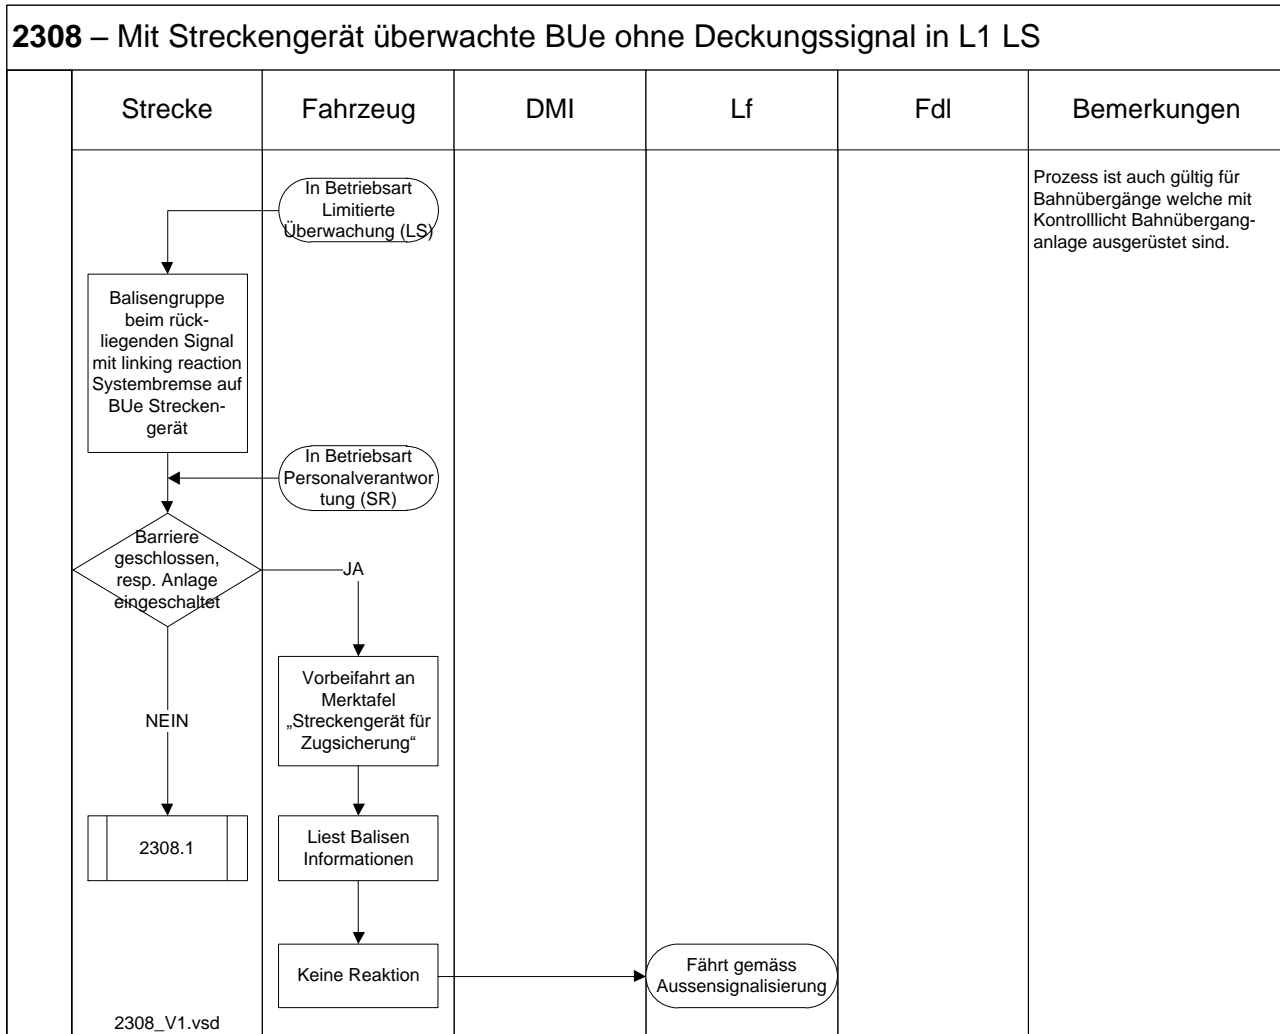 2308 – Mit Streckengerät überwachte BUe ohne Deckungssignal in L1 LS
Strecke
Fahrzeug
DMI
Lf
Fdl
Bemerkungen
In Betriebsart
Limitierte
Überwachung (LS)
Prozess ist auch gültig für
Bahnübergänge welche mit
Kontrolllicht Bahnübergang-
anlage ausgerüstet sind.
Balisengruppe
beim rück-
liegenden Signal
mit linking reaction
Systembremse auf
BUe Strecken-
gerät
In Betriebsart
Personalverantwor
tung (SR)
Barriere
geschlossen,
resp. Anlage
eingeschaltet
JA
Vorbeifahrt an
Merktafel
„Streckengerät für
Zugsicherung“
NEIN
2308.1
Liest Balisen
Informationen
Keine Reaktion
Fährt gemäss
Aussensignalisierung
2308_V1.vsd